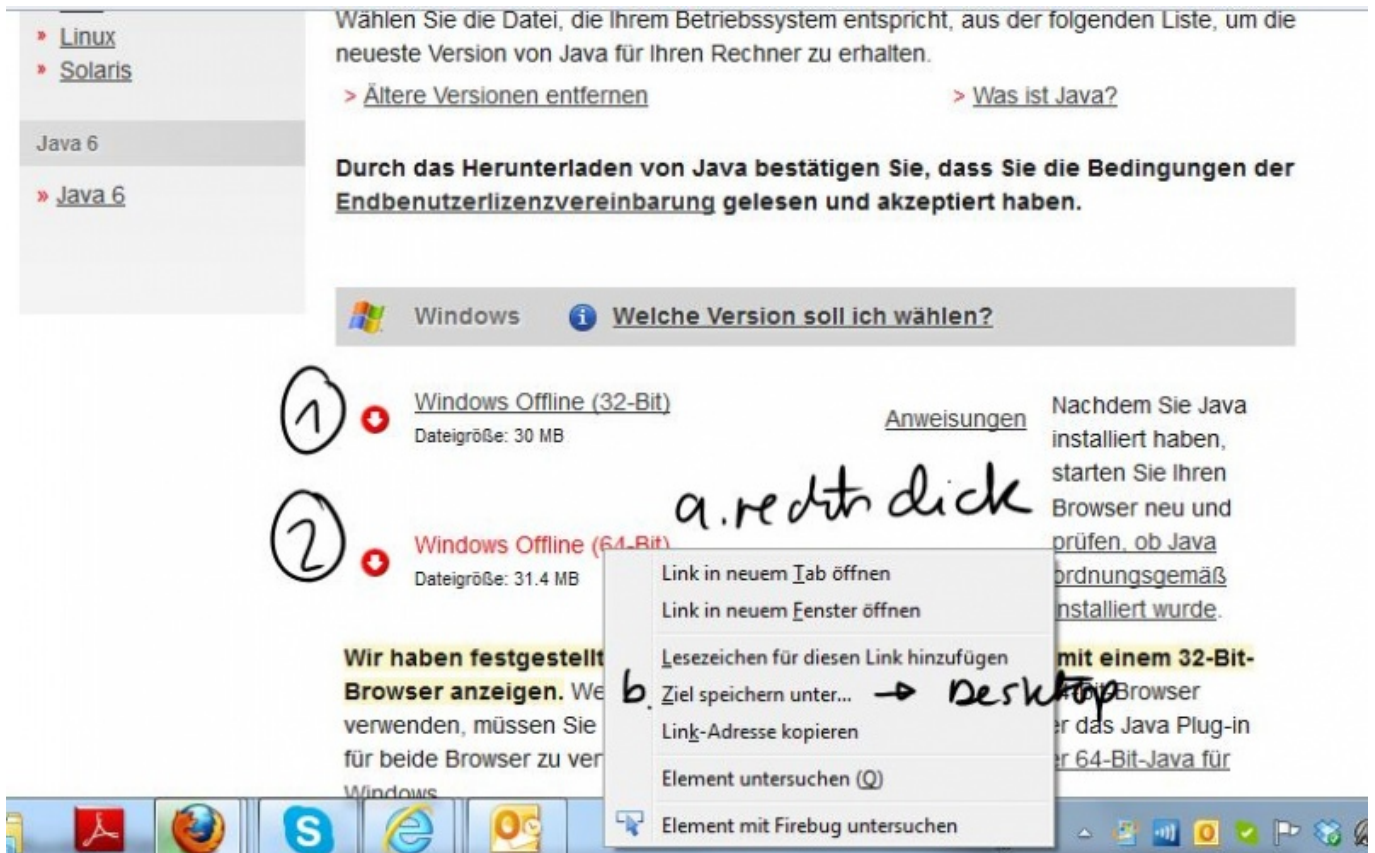 » Linux
» Solaris
Java 6
» Java 6
Wählen Sie die Datei, die Ihrem Betriebssystem entspricht, aus der folgenden Liste, um die
neueste Version von Java für Ihren Rechner zu erhalten.
> Ältere Versionen entfernen > Was ist Java?
Durch das Herunterladen von Java bestätigen Sie, dass Sie die Bedingungen der
Endbenutzerlizenzvereinbarung gelesen und akzeptiert haben.
Windows Welche Version soll ich wählen?
1 Windows Offline (32-Bit)
Dateigröße: 30 MB
Anweisungen
Nachdem Sie Java
installiert haben,
starten Sie Ihren
Browser neu und
prüfen, ob Java
ordnungsgemäß
installiert wurde.
a. rechts click
2 Windows Offline (64-Bit)
Dateigröße: 31.4 MB
Link in neuem Tab öffnen
Link in neuem Fenster öffnen
Lesezeichen für diesen Link hinzufügen
b. Ziel speichern unter... → Desktop
Link-Adresse kopieren
Element untersuchen (Q)
Element mit Firebug untersuchen
Wir haben festgestellt mit einem 32-Bit-
Browser anzeigen. We Browser
verwenden, müssen Sie er das Java Plug-in
für beide Browser zu ver er 64-Bit-Java für
Windows